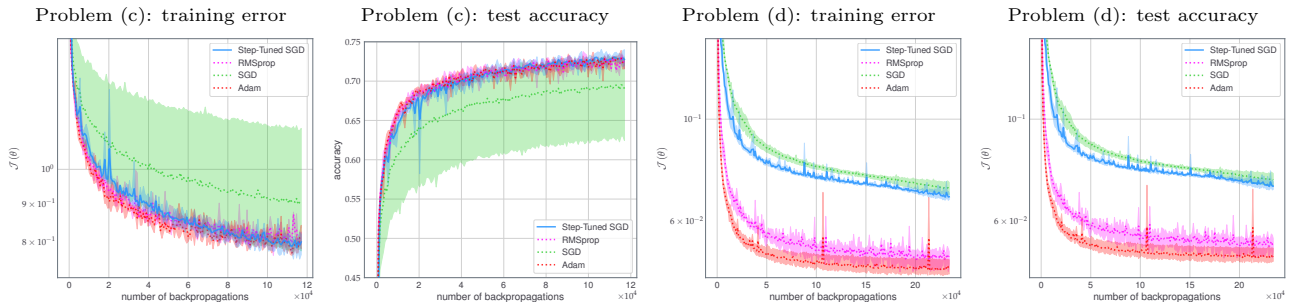 Problem (c): training error
Problem (c): test accuracy
Problem (d): training error
Problem (d): test accuracy
Step-Tuned SGD
RMSprop
SGD
Adam
𝒥(θ)
10⁰
9 × 10⁻¹
8 × 10⁻¹
0 2 4 6 8 10 12
×10⁴
number of backpropagations
0.75
0.70
0.65
0.60
0.55
0.50
0.45
accuracy
Step-Tuned SGD
RMSprop
SGD
Adam
0 2 4 6 8 10 12
×10⁴
number of backpropagations
Step-Tuned SGD
RMSprop
SGD
Adam
𝒥(θ)
10⁻¹
6 × 10⁻²
0 5 10 15 20
×10⁴
number of backpropagations
Step-Tuned SGD
RMSprop
SGD
Adam
𝒥(θ)
10⁻¹
6 × 10⁻²
0 5 10 15 20
×10⁴
number of backpropagations